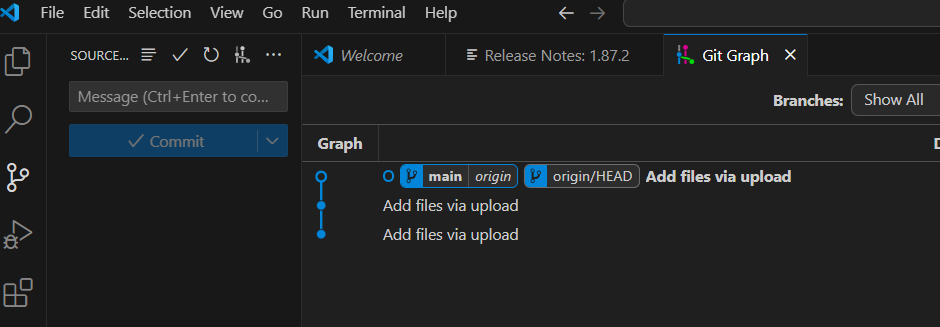 File Edit Selection View Go Run Terminal Help
SOURCE...
Welcome
Release Notes: 1.87.2
Git Graph
Message (Ctrl+Enter to co...
Commit
Branches: Show All
Graph
main origin origin/HEAD Add files via upload
Add files via upload
Add files via upload